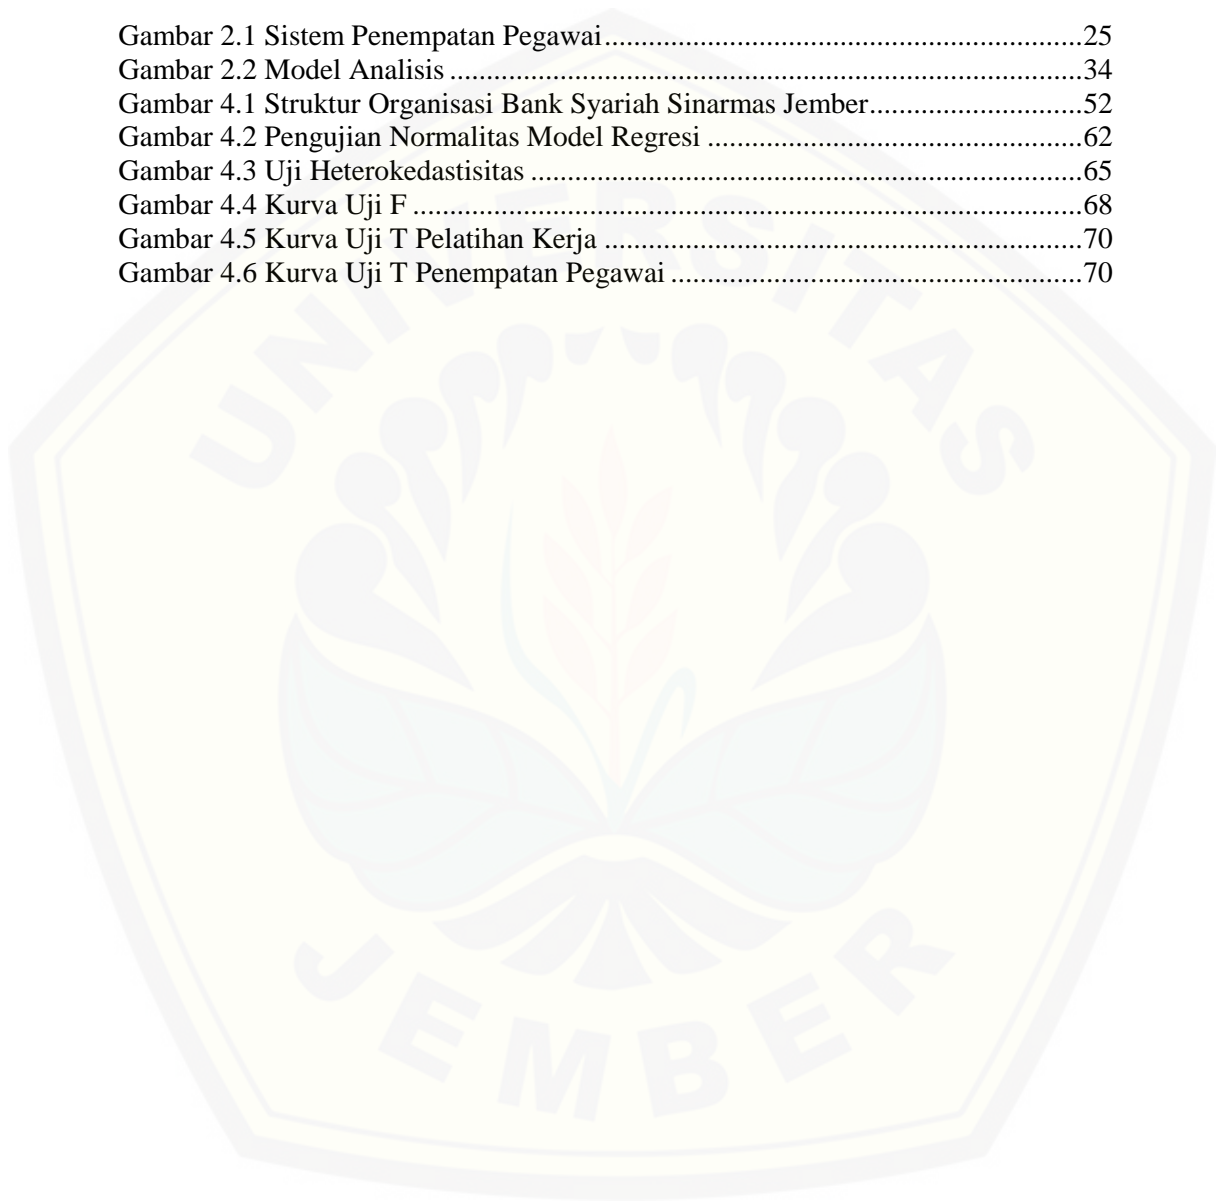 Gambar 2.1 Sistem Penempatan Pegawai.................................................................25
Gambar 2.2 Model Analisis ......................................................................................34
Gambar 4.1 Struktur Organisasi Bank Syariah Sinarmas Jember.............................52
Gambar 4.2 Pengujian Normalitas Model Regresi ...................................................62
Gambar 4.3 Uji Heterokedastisitas ...........................................................................65
Gambar 4.4 Kurva Uji F ...........................................................................................68
Gambar 4.5 Kurva Uji T Pelatihan Kerja .................................................................70
Gambar 4.6 Kurva Uji T Penempatan Pegawai ........................................................70
UNIVERSITAS
JEMBER